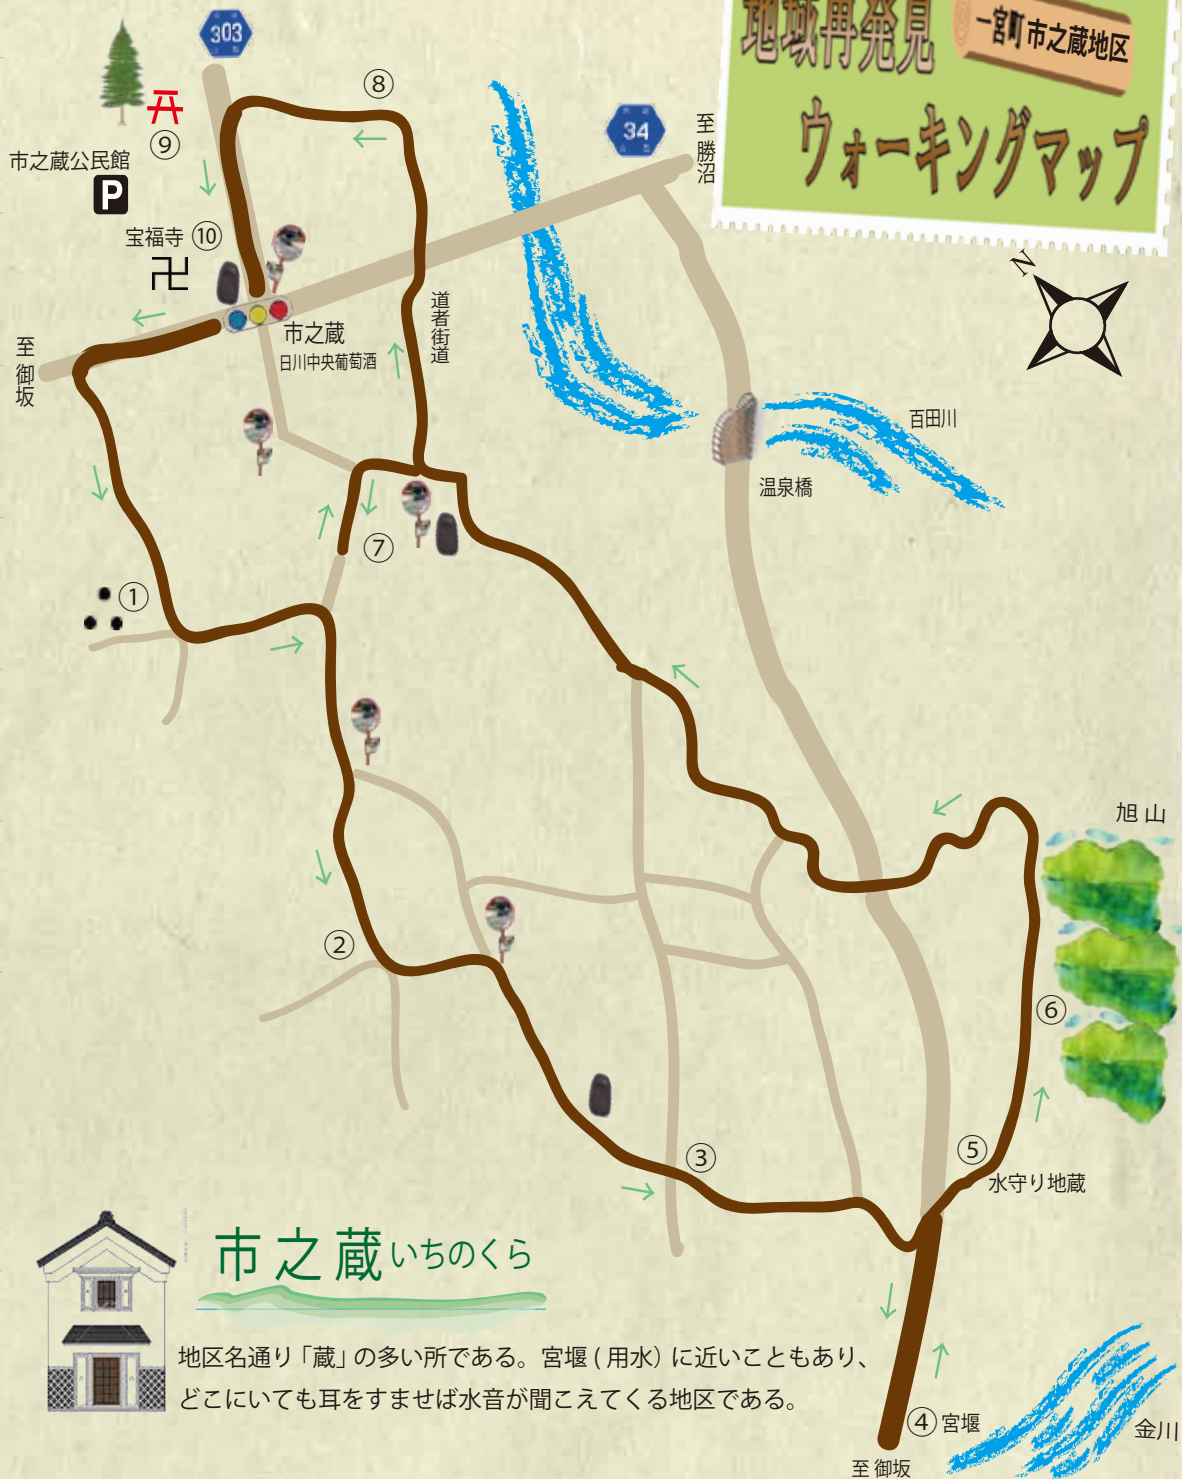 地域再発見
一宮町市之蔵地区
ウォーキングマップ
303
⑧
34
至勝沼
⑨
市之蔵公民館
P
宝福寺 ⑩
卍
N
道者街道
市之蔵
日川中央葡萄酒
至御坂
百田川
温泉橋
⑦
①
旭山
②
⑥
③
⑤
水守り地蔵
市之蔵 いちのくら
地区名通り「蔵」の多い所である。宮堰(用水)に近いこともあり、
どこにいても耳をすませば水音が聞こえてくる地区である。
④ 宮堰
金川
至 御坂